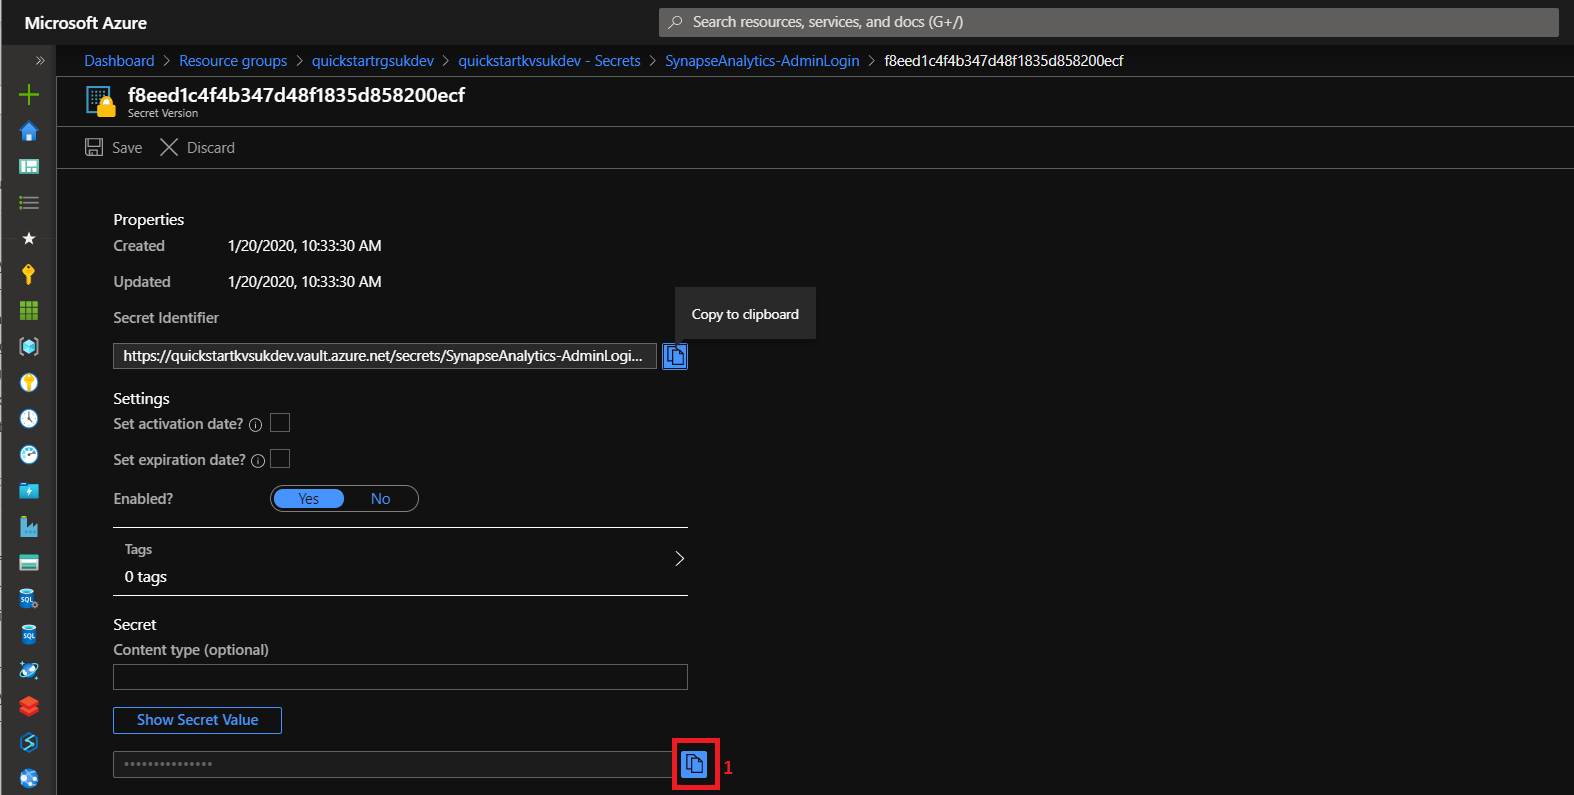 Microsoft Azure
Search resources, services, and docs (G+/)
Dashboard > Resource groups > quickstartrgsukdev > quickstartkvsukdev - Secrets > SynapseAnalytics-AdminLogin > f8eed1c4f4b347d48f1835d858200ecf
f8eed1c4f4b347d48f1835d858200ecf
Secret Version
Save Discard
Properties
Created 1/20/2020, 10:33:30 AM
Updated 1/20/2020, 10:33:30 AM
Secret Identifier
Copy to clipboard
https://quickstartkvsukdev.vault.azure.net/secrets/SynapseAnalytics-AdminLogi...
Settings
Set activation date?
Set expiration date?
Enabled? Yes No
Tags
0 tags
Secret
Content type (optional)
Show Secret Value
•••••••••••••••
1